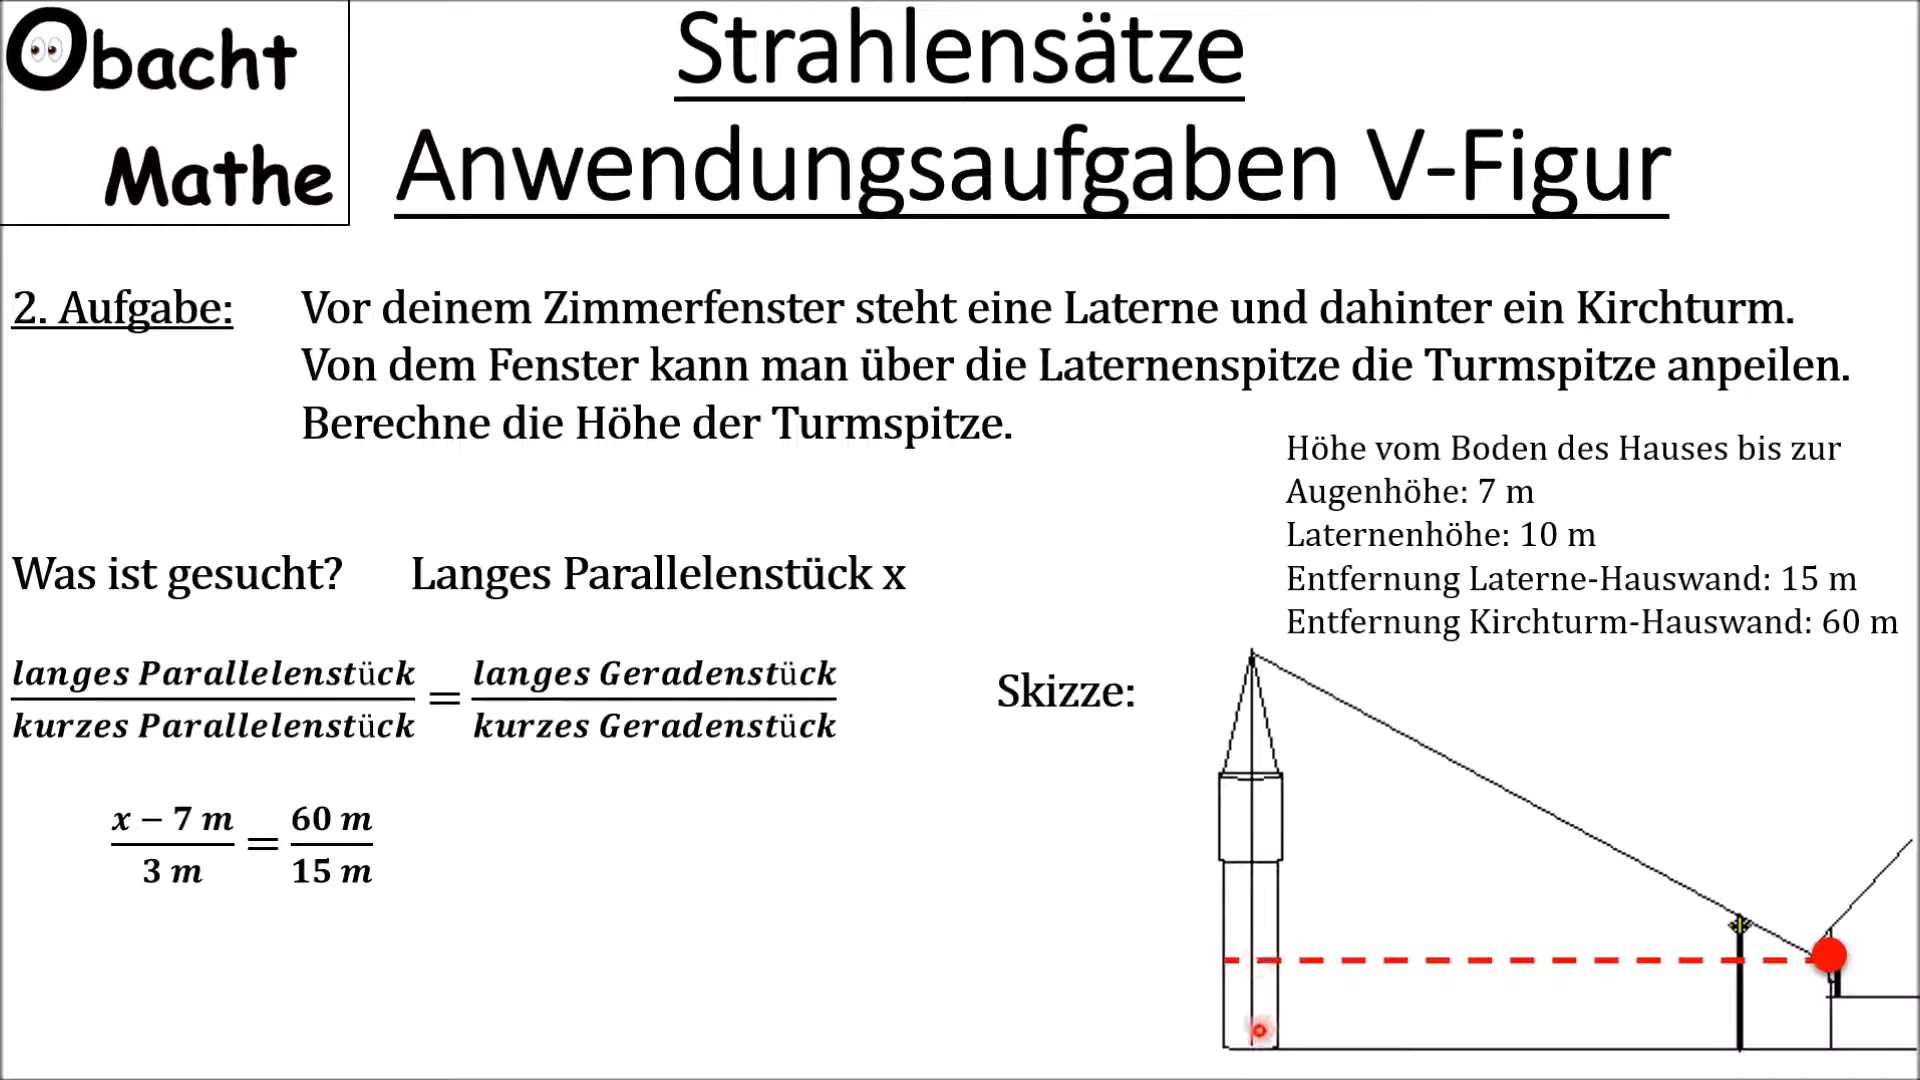 Obacht
Mathe
Strahlensätze
Anwendungsaufgaben V-Figur
2. Aufgabe: Vor deinem Zimmerfenster steht eine Laterne und dahinter ein Kirchturm.
Von dem Fenster kann man über die Laternenspitze die Turmspitze anpeilen.
Berechne die Höhe der Turmspitze.
Höhe vom Boden des Hauses bis zur
Augenhöhe: 7 m
Laternenhöhe: 10 m
Entfernung Laterne-Hauswand: 15 m
Entfernung Kirchturm-Hauswand: 60 m
Was ist gesucht? Langes Parallelenstück x
langes Parallelenstück / kurzes Parallelenstück = langes Geradenstück / kurzes Geradenstück
Skizze:
x − 7 m / 3 m = 60 m / 15 m